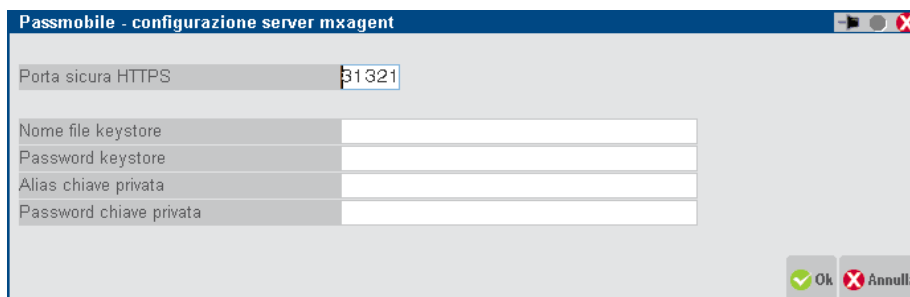 Passmobile - configurazione server mxagent
Porta sicura HTTPS 31321
Nome file keystore
Password keystore
Alias chiave privata
Password chiave privata
Ok Annull